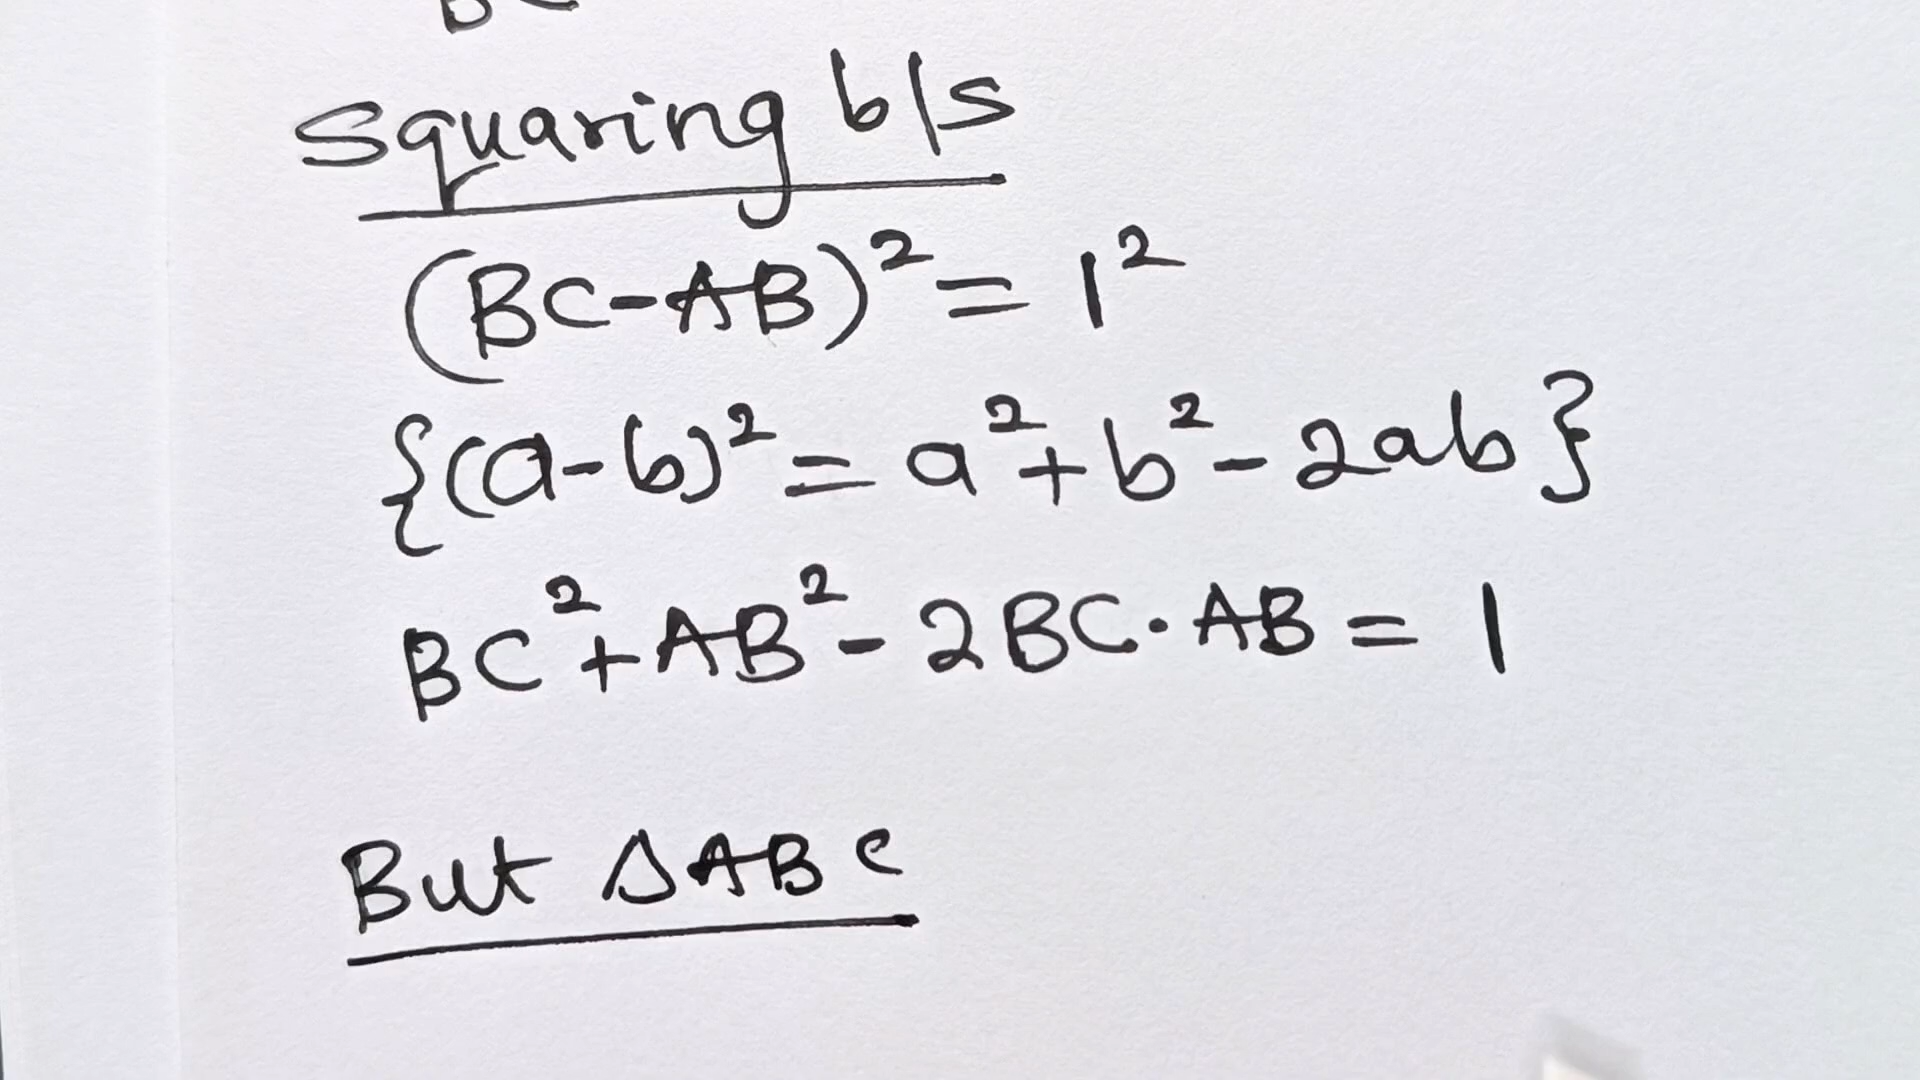 Squaring b/s
(BC-AB)² = 1²
{(a-b)² = a²+b²-2ab}
BC²+AB²-2BC·AB = 1
But ΔABC